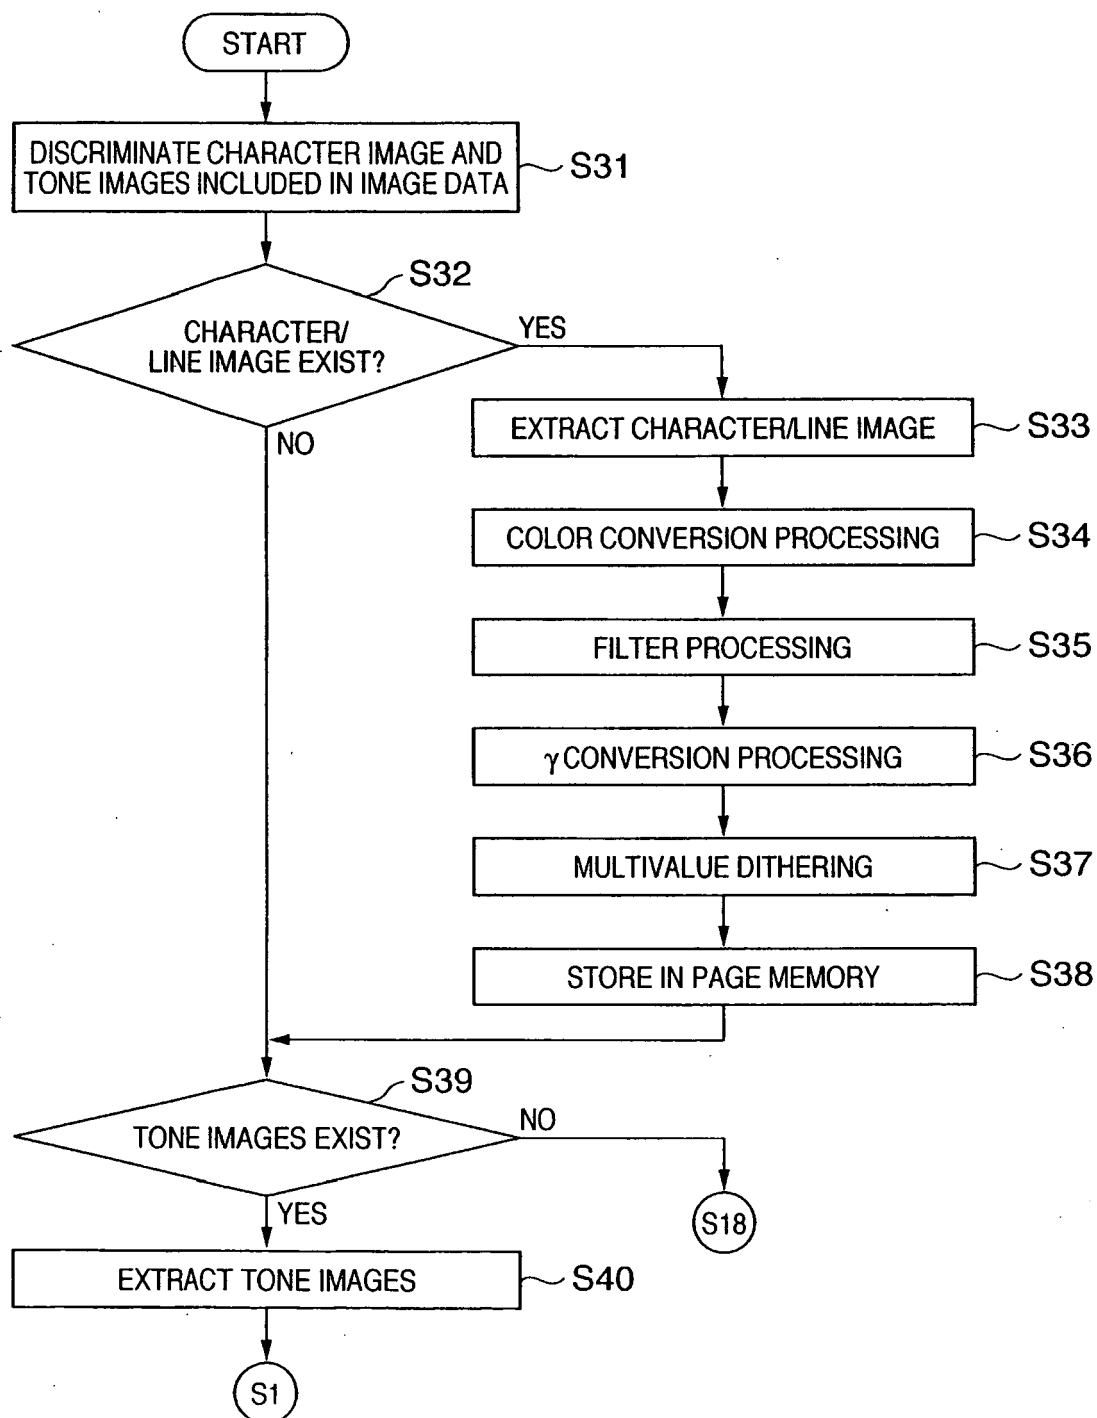 START
DISCRIMINATE CHARACTER IMAGE AND
TONE IMAGES INCLUDED IN IMAGE DATA
S31
S32
CHARACTER/
LINE IMAGE EXIST?
YES
NO
EXTRACT CHARACTER/LINE IMAGE
S33
COLOR CONVERSION PROCESSING
S34
FILTER PROCESSING
S35
γ CONVERSION PROCESSING
S36
MULTIVALUE DITHERING
S37
STORE IN PAGE MEMORY
S38
S39
TONE IMAGES EXIST?
NO
YES
S18
EXTRACT TONE IMAGES
S40
S1